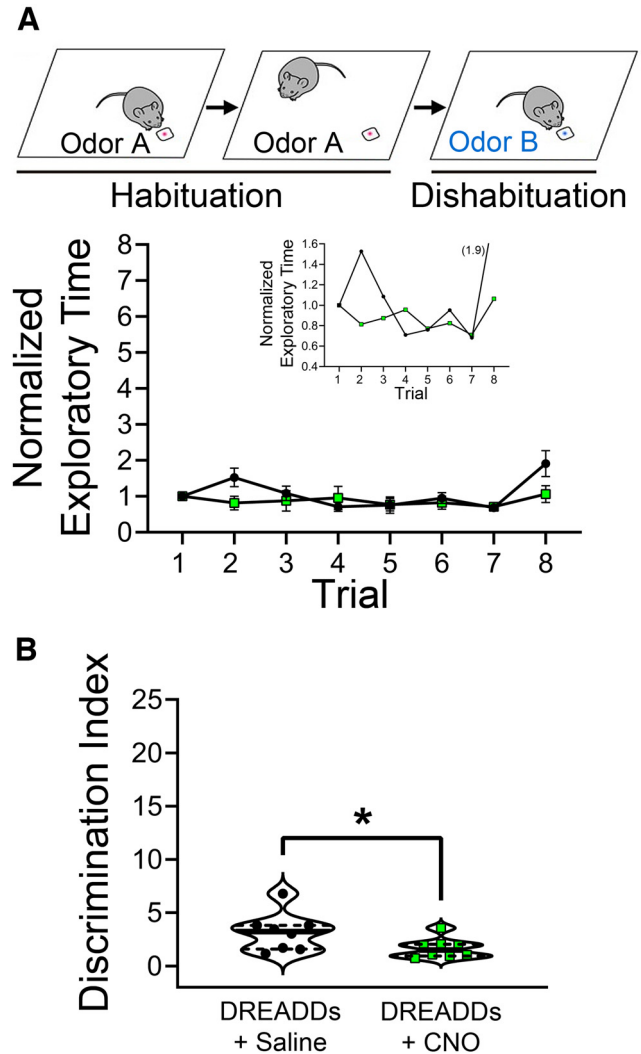 A
Odor A
Odor A
Odor B
Habituation
Dishabituation
Normalized
Exploratory Time
8
7
6
5
4
3
2
1
0
1 2 3 4 5 6 7 8
Trial
Normalized
Exploratory Time
1.6
1.4
1.2
1.0
0.8
0.6
0.4
(1.9)
1 2 3 4 5 6 7 8
Trial
B
Discrimination Index
25
20
15
10
5
0
*
DREADDs
+ Saline
DREADDs
+ CNO